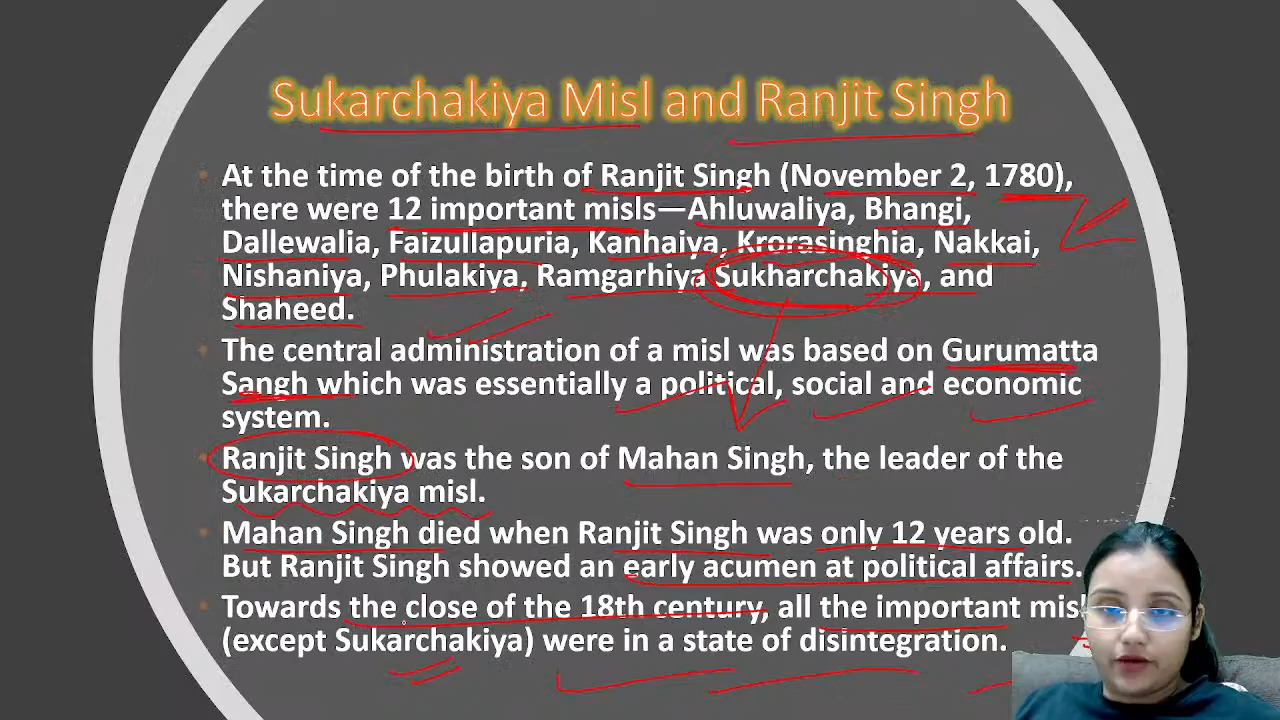 Sukarchakiya Misl and Ranjit Singh
• At the time of the birth of Ranjit Singh (November 2, 1780),
there were 12 important misls—Ahluwaliya, Bhangi,
Dallewalia, Faizullapuria, Kanhaiya, Krorasinghia, Nakkai,
Nishaniya, Phulakiya, Ramgarhiya Sukharchakiya, and
Shaheed.
• The central administration of a misl was based on Gurumatta
Sangh which was essentially a political, social and economic
system.
• Ranjit Singh was the son of Mahan Singh, the leader of the
Sukarchakiya misl.
• Mahan Singh died when Ranjit Singh was only 12 years old.
But Ranjit Singh showed an early acumen at political affairs.
• Towards the close of the 18th century, all the important
(except Sukarchakiya) were in a state of disintegration.